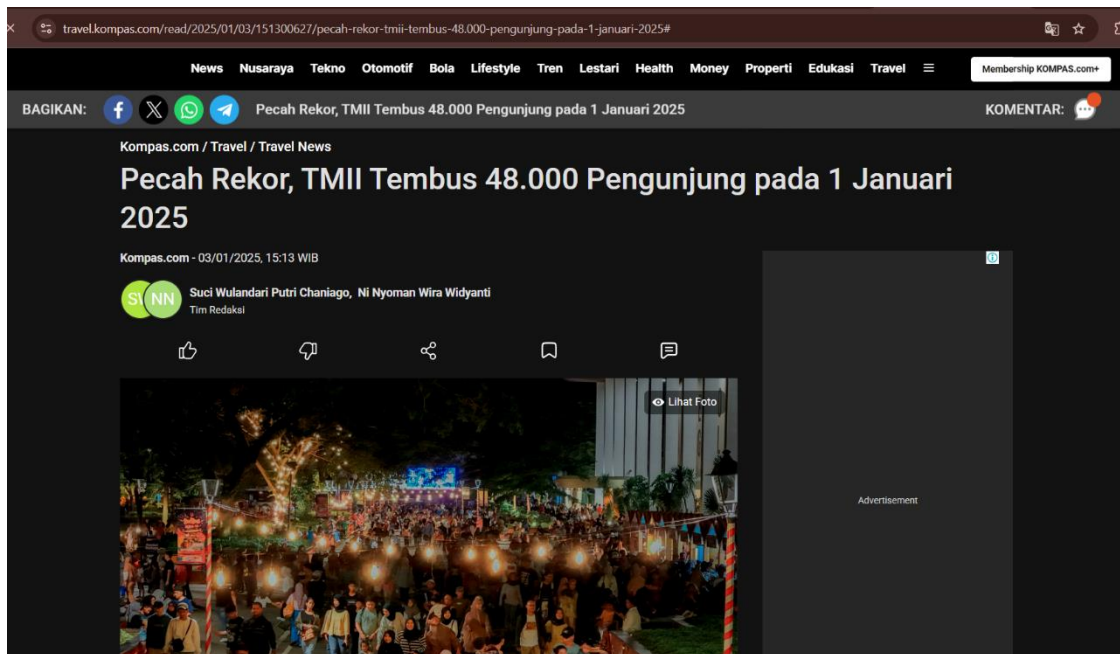 travel.kompas.com/read/2025/01/03/151300627/pecah-rekor-tmii-tembus-48.000-pengunjung-pada-1-januari-2025#
News Nusaraya Tekno Otomotif Bola Lifestyle Tren Lestari Health Money Properti Edukasi Travel Membership KOMPAS.com+
BAGIKAN: Pecah Rekor, TMII Tembus 48.000 Pengunjung pada 1 Januari 2025 KOMENTAR:
Kompas.com / Travel / Travel News
Pecah Rekor, TMII Tembus 48.000 Pengunjung pada 1 Januari
2025
Kompas.com - 03/01/2025, 15:13 WIB
NN Suci Wulandari Putri Chaniago, Ni Nyoman Wira Widyanti
Tim Redaksi
Lihat Foto
Advertisement